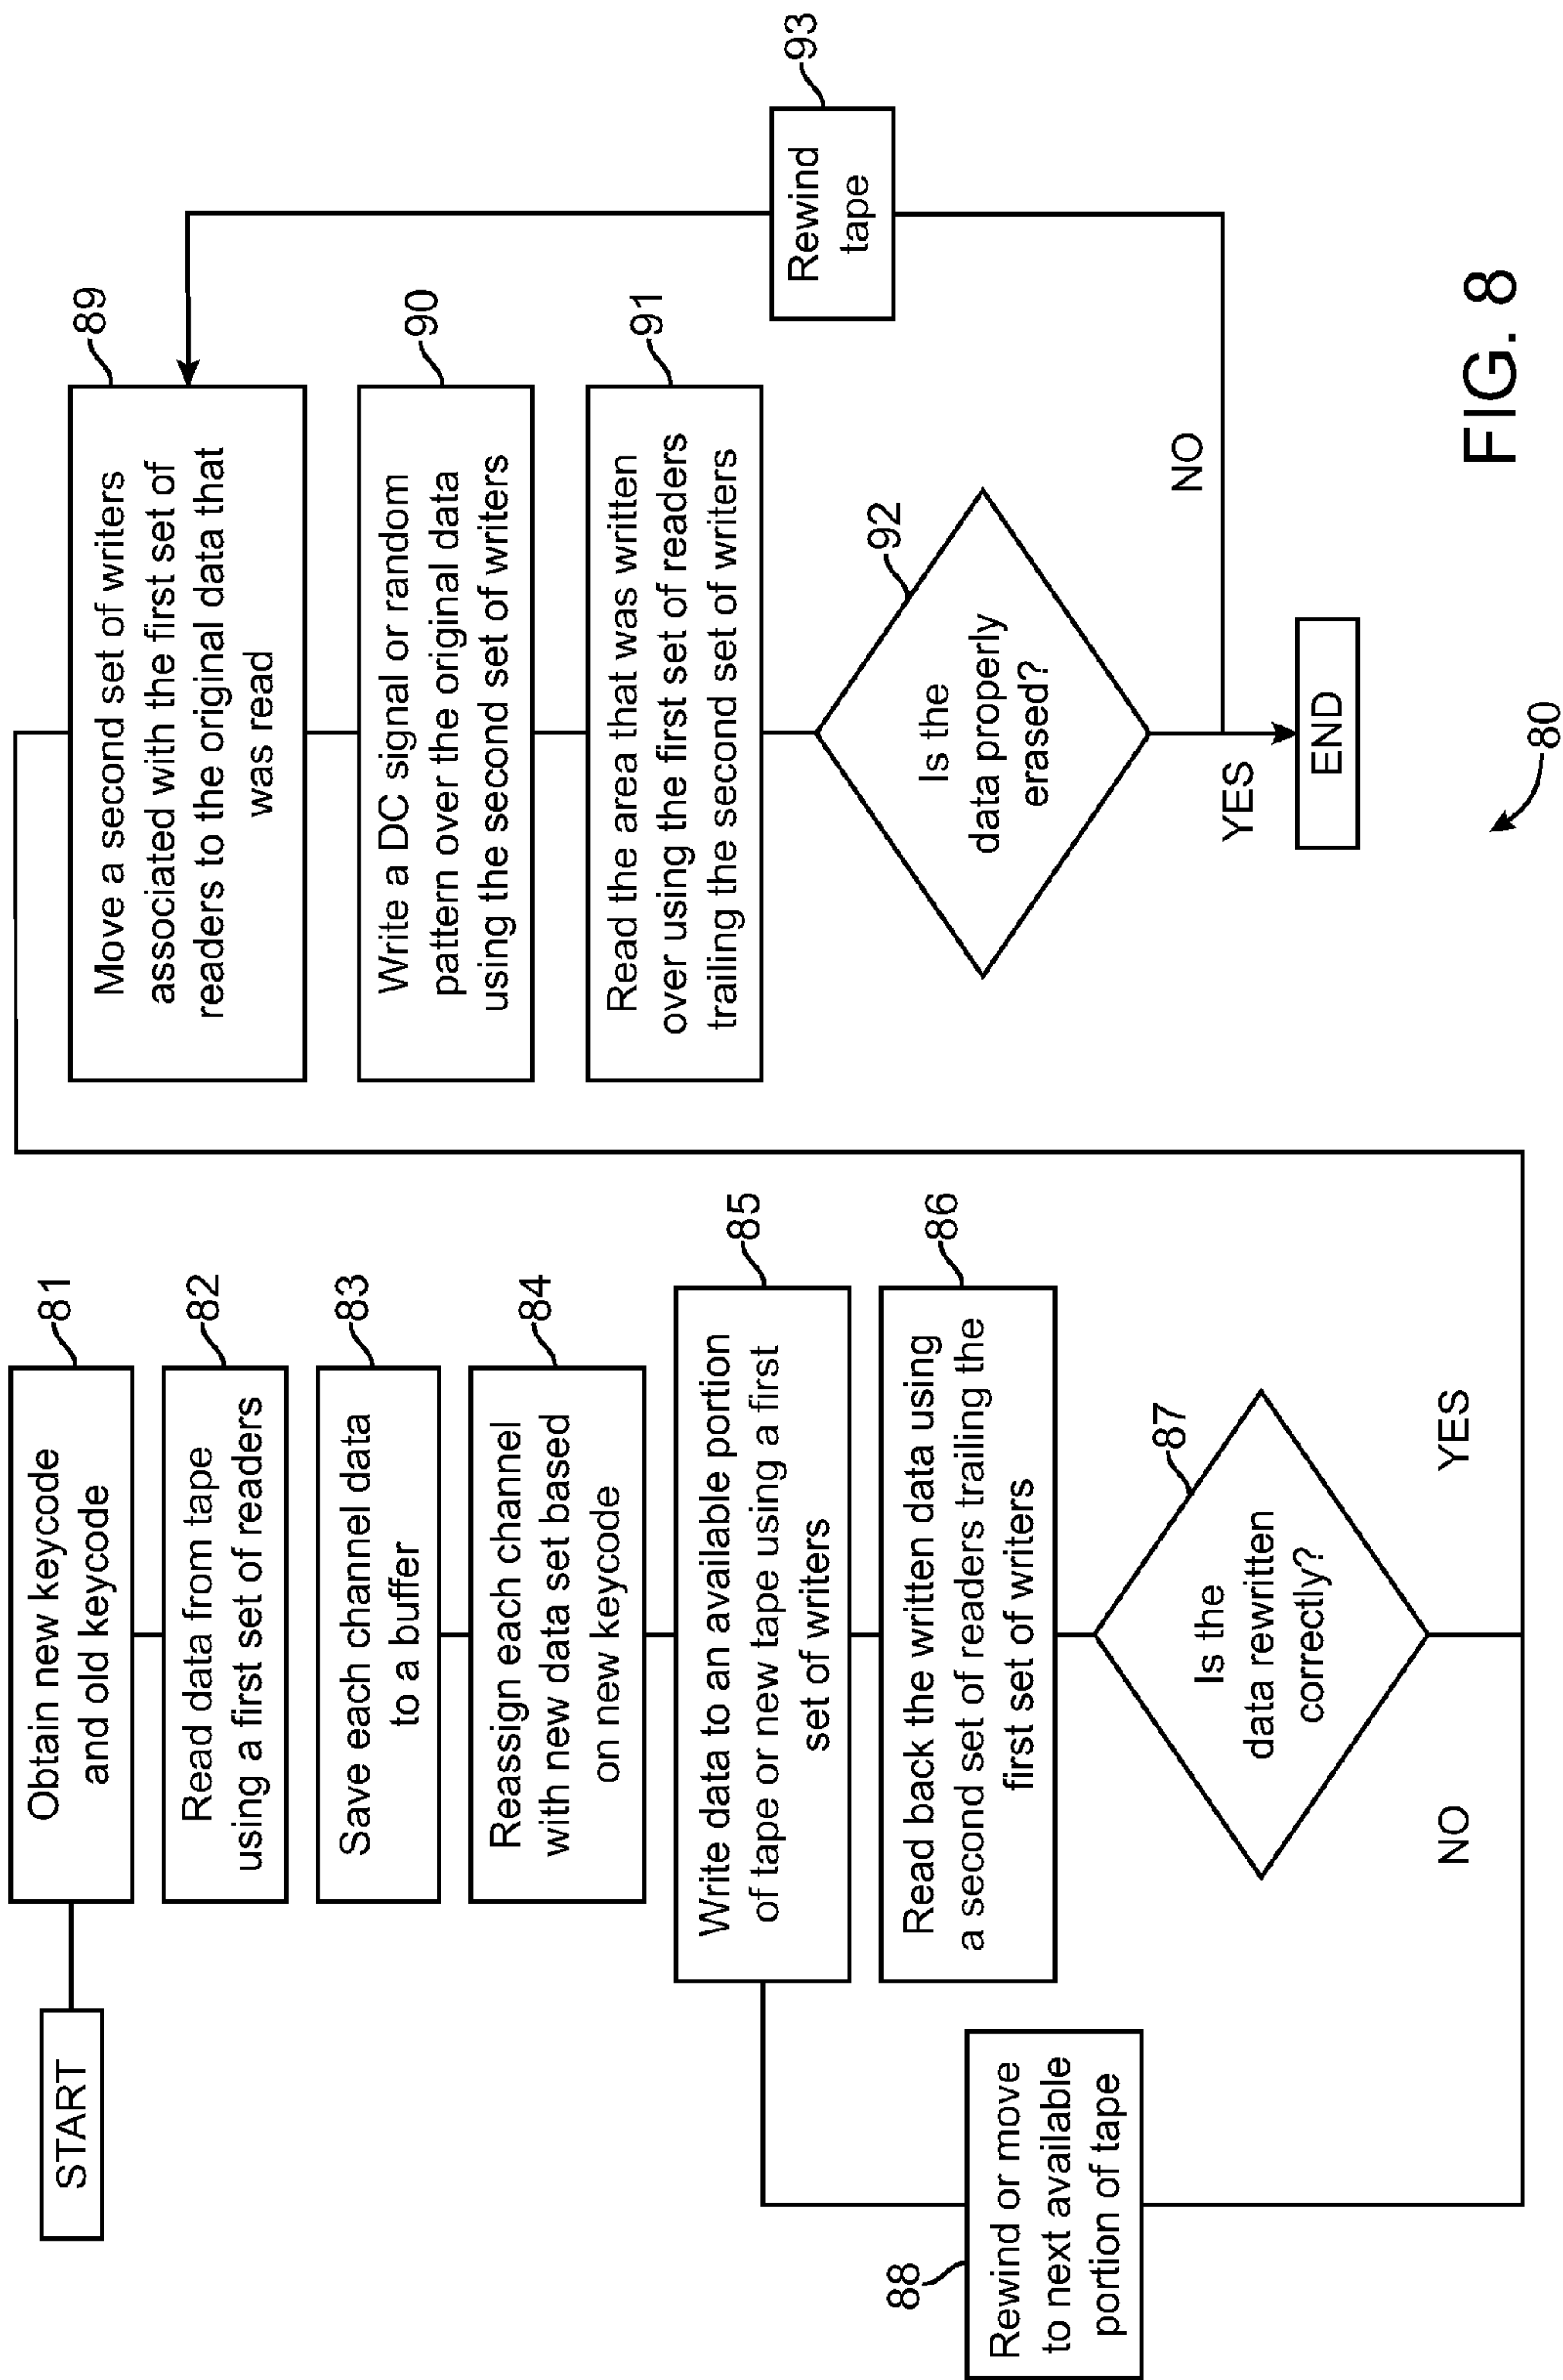 START
Obtain new keycode
and old keycode
81
Read data from tape
using a first set of readers
82
Save each channel data
to a buffer
83
Reassign each channel
with new data set based
on new keycode
84
Write data to an available portion
of tape or new tape using a first
set of writers
85
Read back the written data using
a second set of readers trailing the
first set of writers
86
Is the
data rewritten
correctly?
87
NO
YES
88
Rewind or move
to next available
portion of tape
Move a second set of writers
associated with the first set of
readers to the original data that
was read
89
Write a DC signal or random
pattern over the original data
using the second set of writers
90
Read the area that was written
over using the first set of readers
trailing the second set of writers
91
Is the
data properly
erased?
92
YES
NO
Rewind
tape
93
END
80
FIG. 8